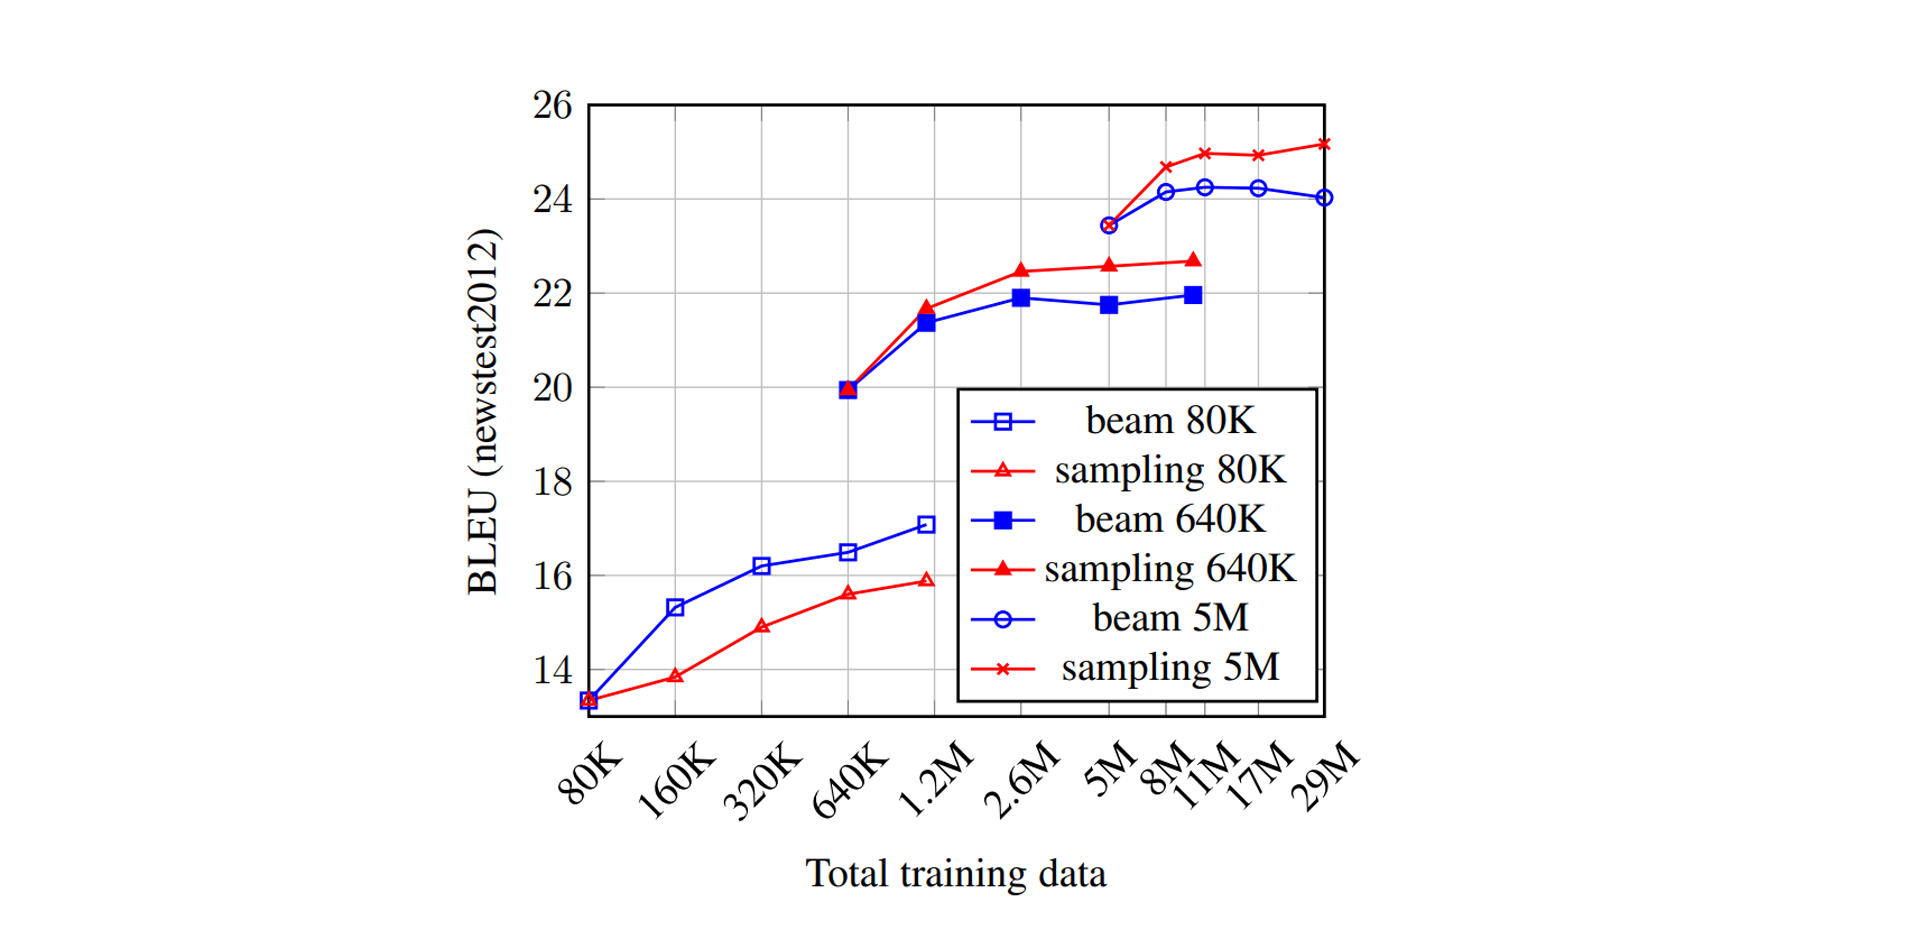 26
24
22
20
18
16
14
BLEU (newstest2012)
beam 80K
sampling 80K
beam 640K
sampling 640K
beam 5M
sampling 5M
80K 160K 320K 640K 1.2M 2.6M 5M 8M 11M 17M 29M
Total training data